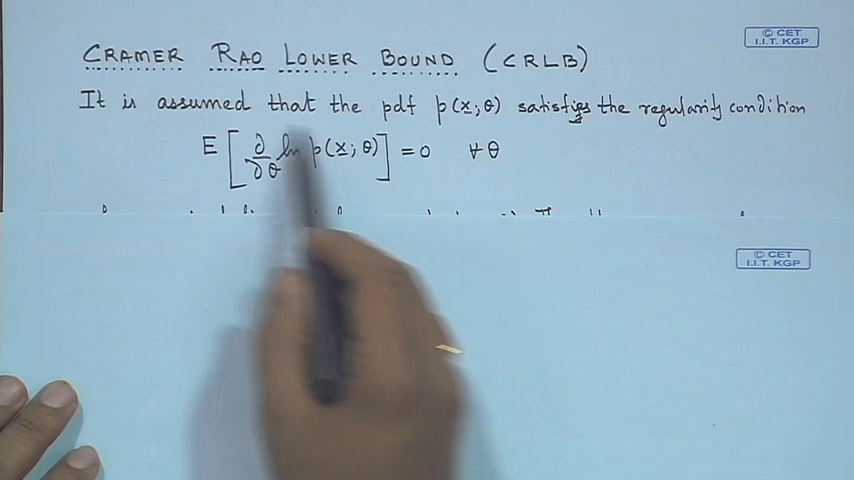 © CET
I.I.T. KGP
CRAMER RAO LOWER BOUND (CRLB)
It is assumed that the pdf p(x; θ) satisfies the regularity condition
E [ ∂/∂θ ln p(x; θ) ] = 0 ∀ θ
© CET
I.I.T. KGP